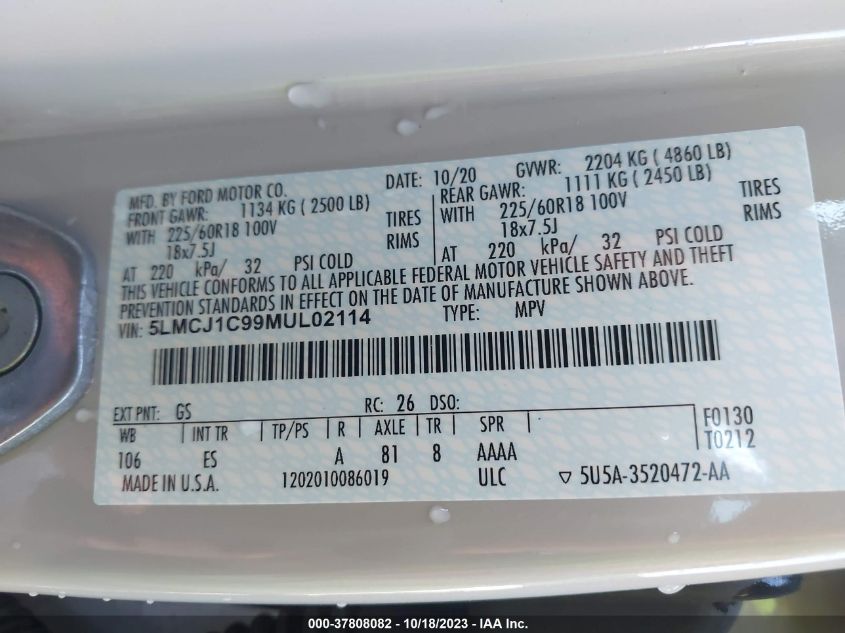 MFD. BY FORD MOTOR CO. DATE: 10/20 GVWR: 2204 KG ( 4860 LB)
FRONT GAWR: 1134 KG ( 2500 LB) REAR GAWR: 1111 KG ( 2450 LB)
WITH 225/60R18 100V TIRES WITH 225/60R18 100V TIRES
18x7.5J RIMS 18x7.5J RIMS
AT 220 kPa/ 32 PSI COLD AT 220 kPa/ 32 PSI COLD
THIS VEHICLE CONFORMS TO ALL APPLICABLE FEDERAL MOTOR VEHICLE SAFETY AND THEFT
PREVENTION STANDARDS IN EFFECT ON THE DATE OF MANUFACTURE SHOWN ABOVE.
VIN: 5LMCJ1C99MUL02114 TYPE: MPV
EXT PNT: GS RC: 26 DSO:
WB INT TR TP/PS R AXLE TR SPR F0130
106 ES A 81 8 AAAA T0212
MADE IN U.S.A. 1202010086019 ULC ▽ 5U5A-3520472-AA
000-37808082 - 10/18/2023 - IAA Inc.